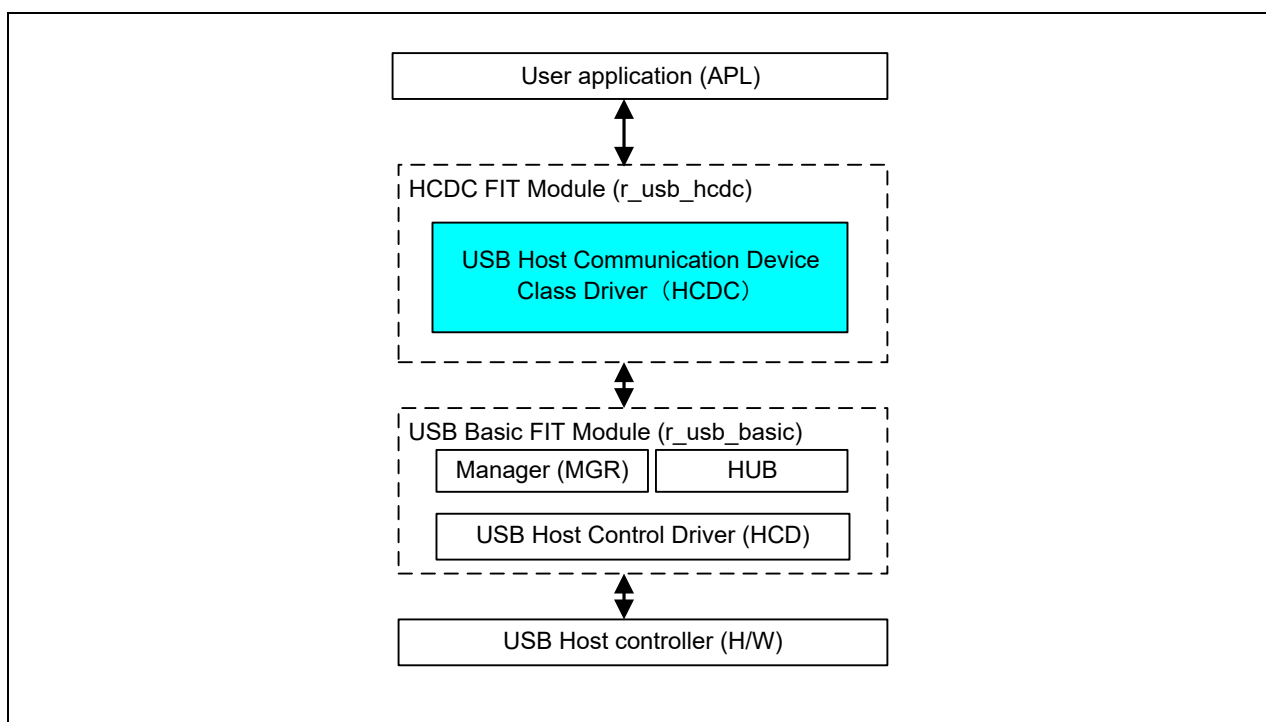 User application (APL)
HCDC FIT Module (r_usb_hcdc)
USB Host Communication Device
Class Driver（HCDC）
USB Basic FIT Module (r_usb_basic)
Manager (MGR)
HUB
USB Host Control Driver (HCD)
USB Host controller (H/W)